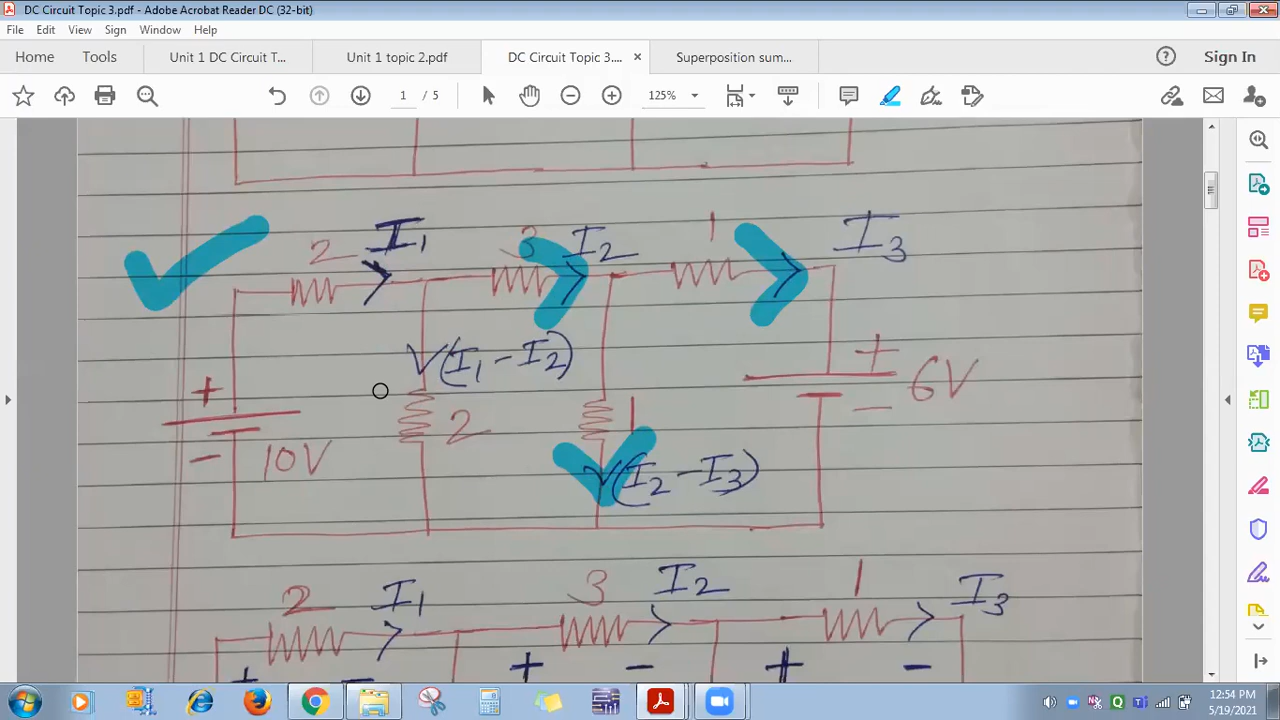 DC Circuit Topic 3.pdf - Adobe Acrobat Reader DC (32-bit)
File Edit View Sign Window Help
Home Tools Unit 1 DC Circuit T... Unit 1 topic 2.pdf DC Circuit Topic 3.... × Superposition sum... Sign In
1 / 5 125%
2 I1 3 I2 1 I3
(I1 - I2)
+ 2 1 + 6V
- 10V -
(I2 - I3)
2 I1 3 I2 1 I3
+ - + - + -
12:54 PM
5/19/2021